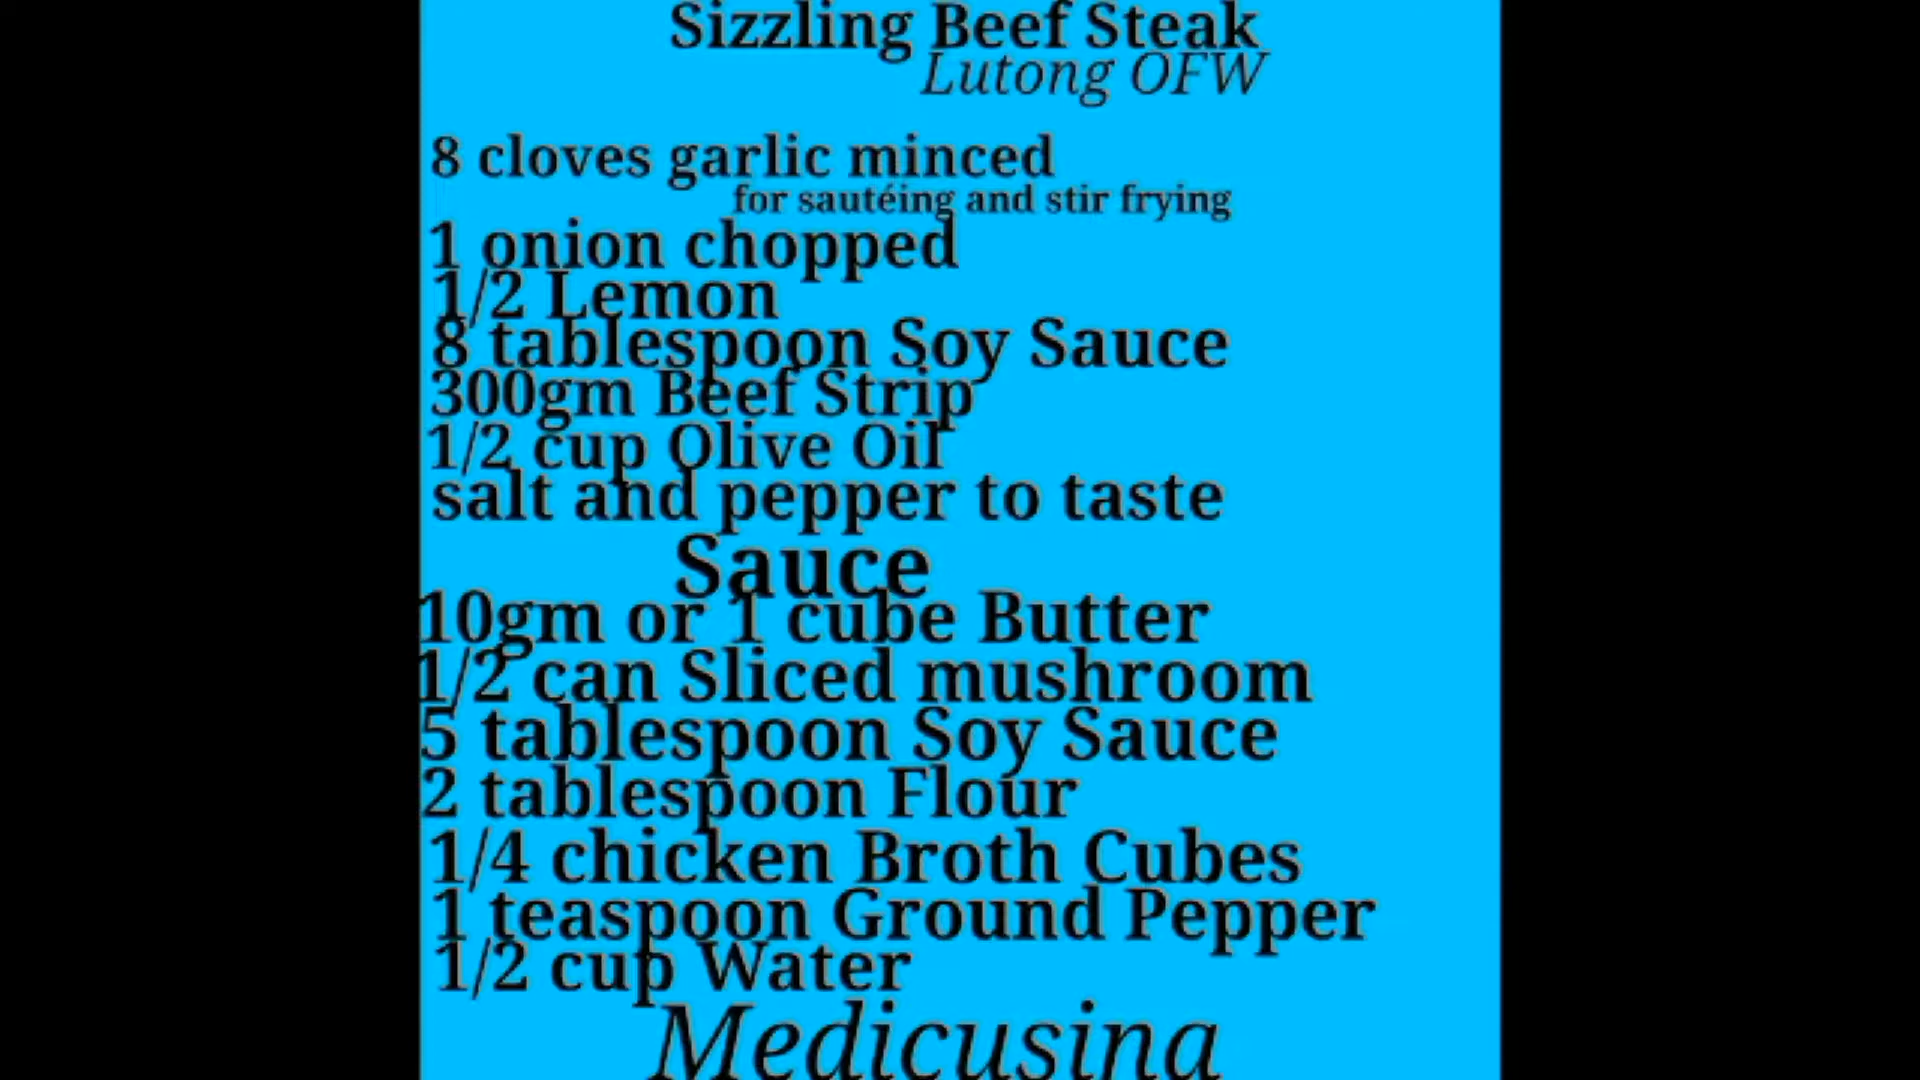 Sizzling Beef Steak
Lutong OFW
8 cloves garlic minced
for sautéing and stir frying
1 onion chopped
1/2 Lemon
8 tablespoon Soy Sauce
300gm Beef Strip
1/2 cup Olive Oil
salt and pepper to taste
Sauce
10gm or 1 cube Butter
1/2 can Sliced mushroom
5 tablespoon Soy Sauce
2 tablespoon Flour
1/4 chicken Broth Cubes
1 teaspoon Ground Pepper
1/2 cup Water
Medicusina